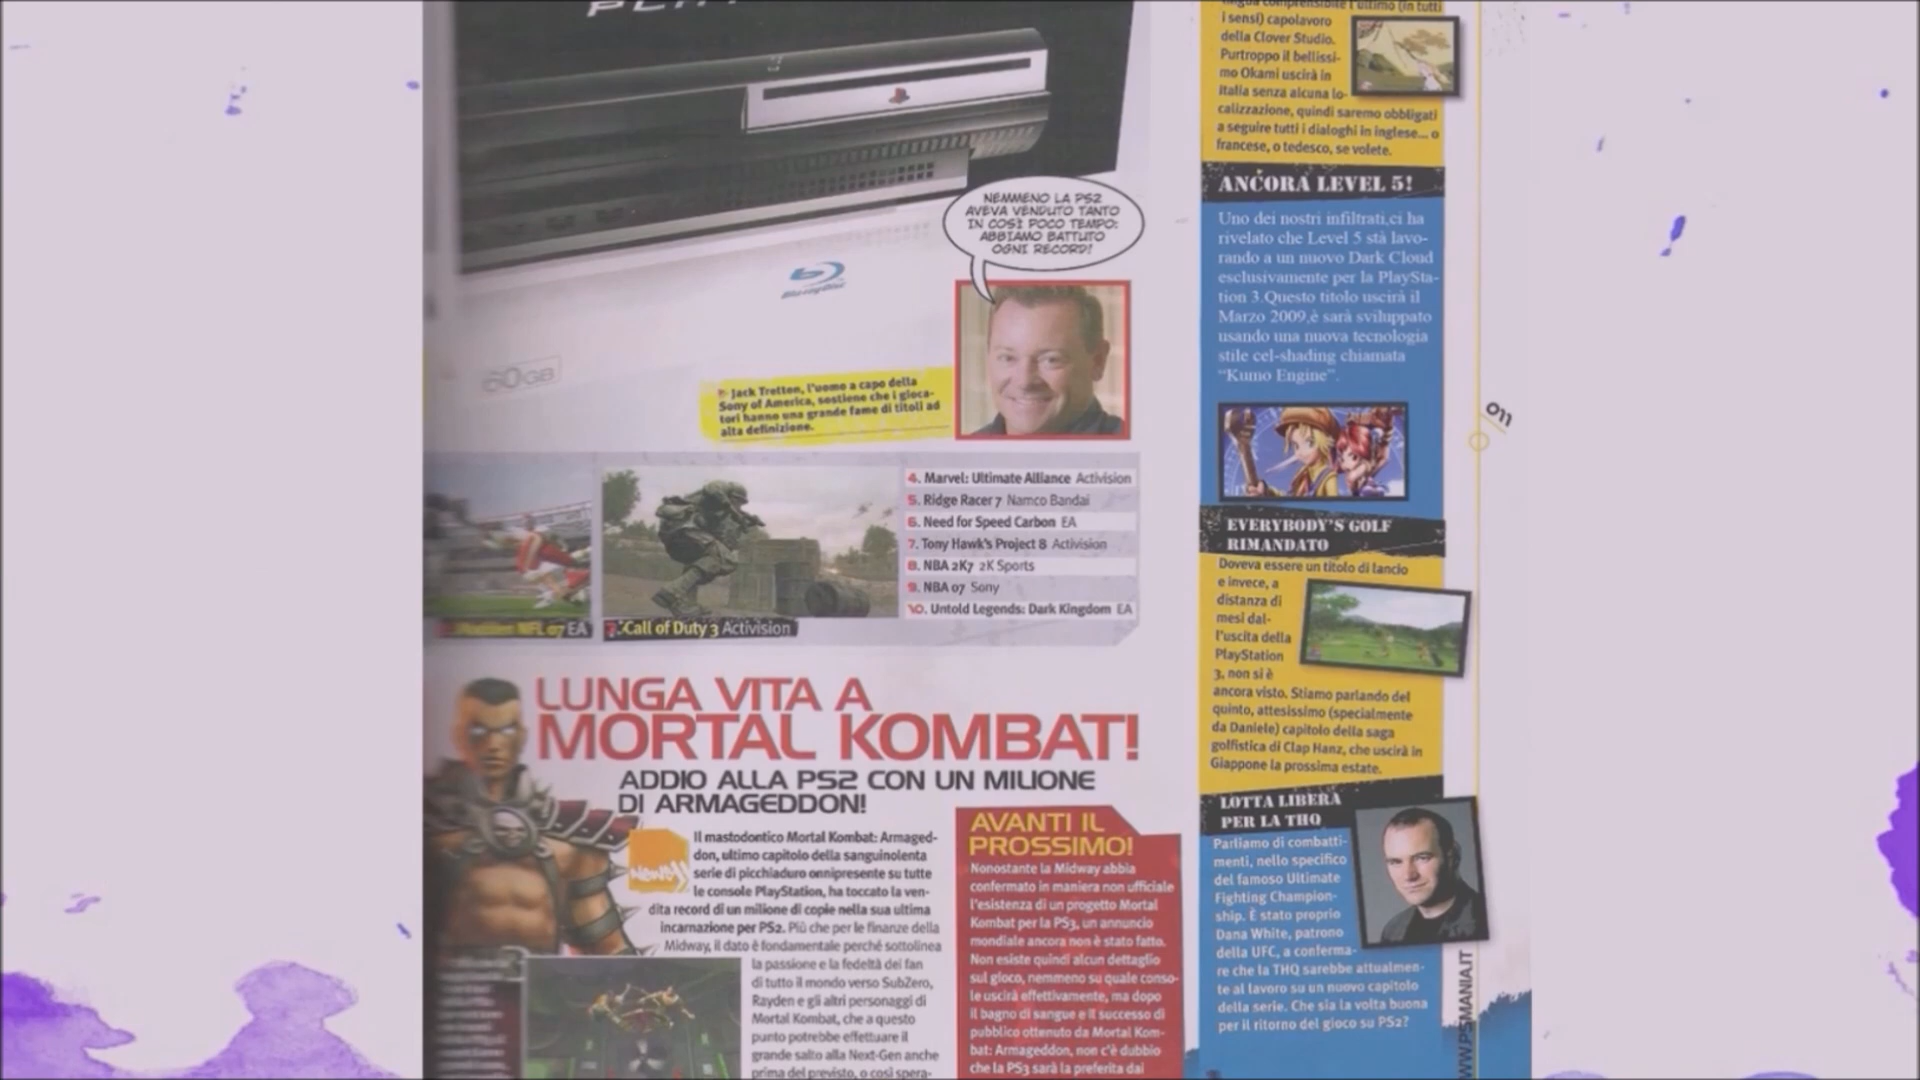 NEMMENO LA PS2
AVEVA VENDUTO TANTO
IN COSÌ POCO TEMPO:
ABBIAMO BATTUTO
OGNI RECORD!
Blu-ray Disc
60GB
Jack Tretton, l'uomo a capo della
Sony of America, sostiene che i gioca-
tori hanno una grande fame di titoli ad
alta definizione.
Madden NFL 07 EA
Call of Duty 3 Activision
4. Marvel: Ultimate Alliance Activision
5. Ridge Racer 7 Namco Bandai
6. Need for Speed Carbon EA
7. Tony Hawk's Project 8 Activision
8. NBA 2K7 2K Sports
9. NBA 07 Sony
10. Untold Legends: Dark Kingdom EA
LUNGA VITA A
MORTAL KOMBAT!
ADDIO ALLA PS2 CON UN MILIONE
DI ARMAGEDDON!
Il mastodontico Mortal Kombat: Armaged-
don, ultimo capitolo della sanguinolenta
serie di picchiaduro onnipresente su tutte
le console PlayStation, ha toccato la ven-
dita record di un milione di copie nella sua ultima
incarnazione per PS2. Più che per le finanze della
Midway, il dato è fondamentale perché sottolinea
la passione e la fedeltà dei fan
di tutto il mondo verso SubZero,
Rayden e gli altri personaggi di
Mortal Kombat, che a questo
punto potrebbe effettuare il
grande salto alla Next-Gen anche
prima del previsto, o così spera-
AVANTI IL
PROSSIMO!
Nonostante la Midway abbia
confermato in maniera non ufficiale
l'esistenza di un progetto Mortal
Kombat per la PS3, un annuncio
mondiale ancora non è stato fatto.
Non esiste quindi alcun dettaglio
sul gioco, nemmeno su quale conso-
le uscirà effettivamente, ma dopo
il bagno di sangue e il successo di
pubblico ottenuto da Mortal Kom-
bat: Armageddon, non c'è dubbio
che la PS3 sarà la preferita dai
lingua comprensibile l'ultimo (in tutti
i sensi) capolavoro
della Clover Studio.
Purtroppo il bellissi-
mo Okami uscirà in
Italia senza alcuna lo-
calizzazione, quindi saremo obbligati
a seguire tutti i dialoghi in inglese... o
francese, o tedesco, se volete.
ANCORA LEVEL 5!
Uno dei nostri infiltrati,ci ha
rivelato che Level 5 stà lavo-
rando a un nuovo Dark Cloud
esclusivamente per la PlaySta-
tion 3.Questo titolo uscirà il
Marzo 2009,è sarà sviluppato
usando una nuova tecnologia
stile cel-shading chiamata
"Kumo Engine".
EVERYBODY'S GOLF
RIMANDATO
Doveva essere un titolo di lancio
e invece, a
distanza di
mesi dal-
l'uscita della
PlayStation
3, non si è
ancora visto. Stiamo parlando del
quinto, attesissimo (specialmente
da Daniele) capitolo della saga
golfistica di Clap Hanz, che uscirà in
Giappone la prossima estate.
LOTTA LIBERA
PER LA THQ
Parliamo di combatti-
menti, nello specifico
del famoso Ultimate
Fighting Champion-
ship. È stato proprio
Dana White, patrono
della UFC, a conferma-
re che la THQ sarebbe attualmen-
te al lavoro su un nuovo capitolo
della serie. Che sia la volta buona
per il ritorno del gioco su PS2?
011
WWW.PSMANIA.IT